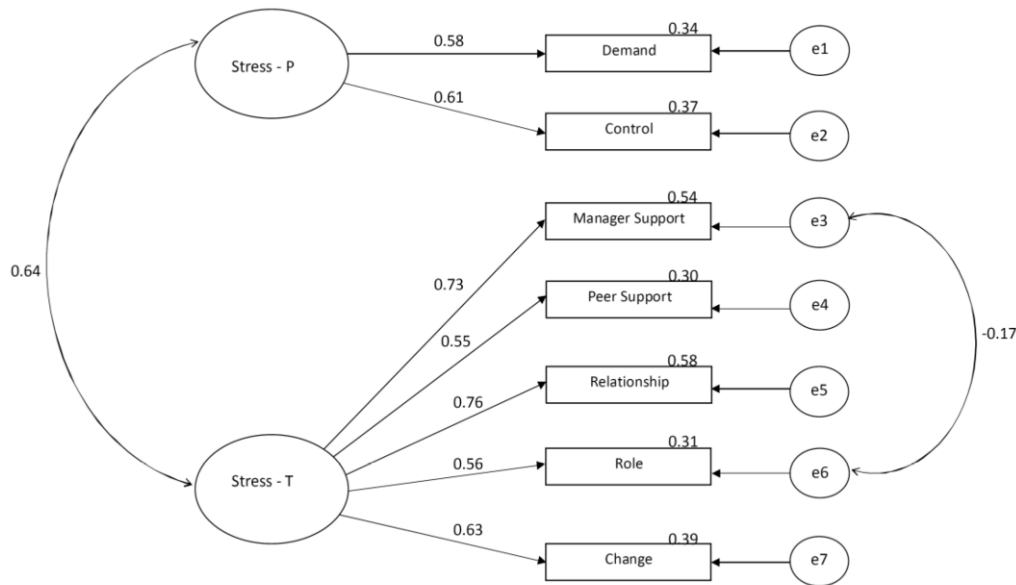 0.34
0.58
Demand
e1
Stress - P
0.61
0.37
Control
e2
0.54
Manager Support
e3
0.64
0.73
0.30
Peer Support
e4
-0.17
0.55
0.58
Relationship
e5
0.76
0.31
Role
e6
0.56
Stress - T
0.63
0.39
Change
e7